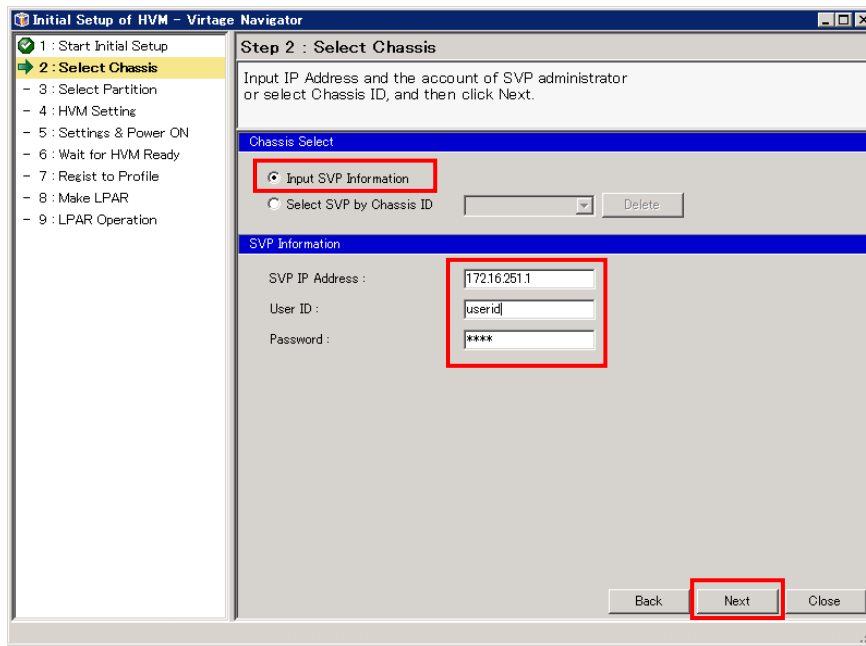 Initial Setup of HVM - Virtage Navigator
1 : Start Initial Setup
2 : Select Chassis
- 3 : Select Partition
- 4 : HVM Setting
- 5 : Settings & Power ON
- 6 : Wait for HVM Ready
- 7 : Regist to Profile
- 8 : Make LPAR
- 9 : LPAR Operation
Step 2 : Select Chassis
Input IP Address and the account of SVP administrator
or select Chassis ID, and then click Next.
Chassis Select
Input SVP Information
Select SVP by Chassis ID
Delete
SVP Information
SVP IP Address : 172.16.251.1
User ID : userid
Password : ****
Back Next Close